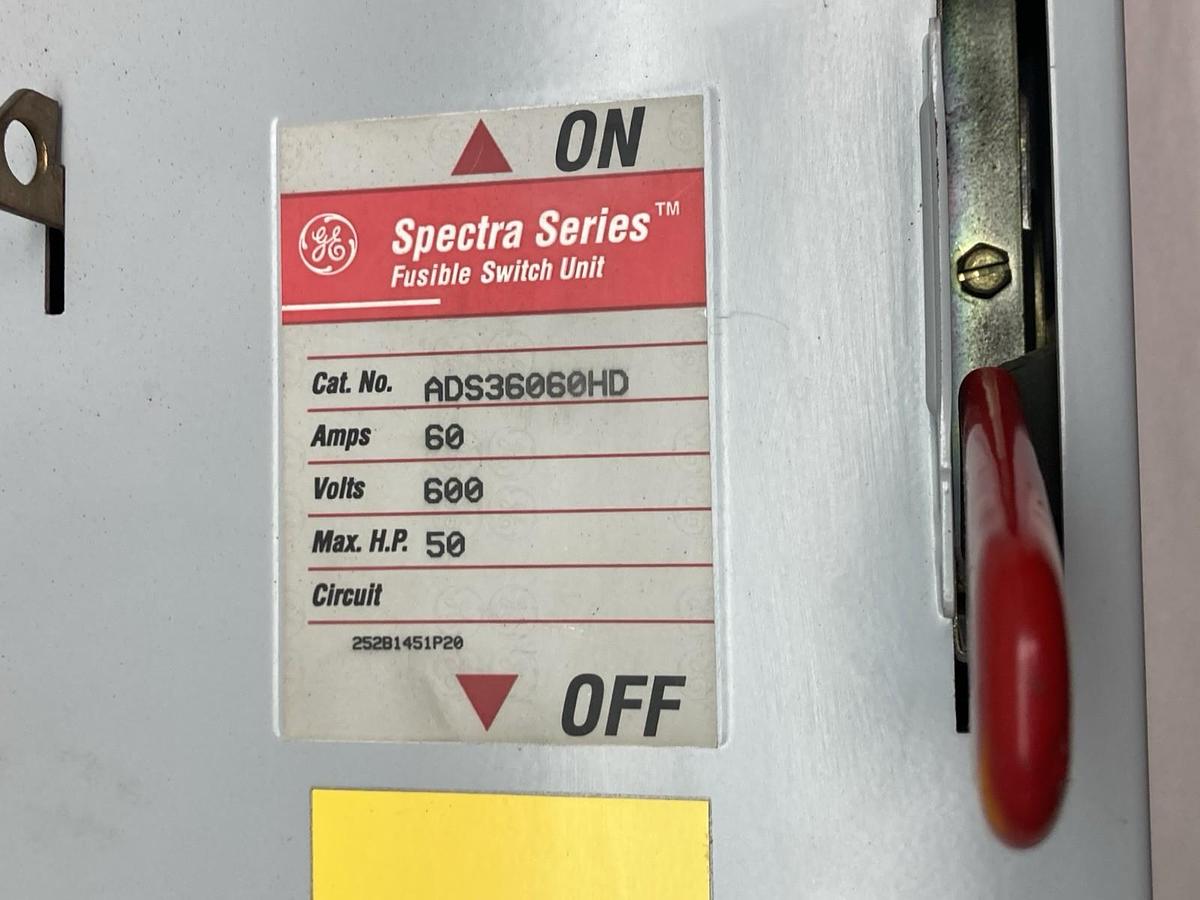 ON
GE
Spectra Series™
Fusible Switch Unit
Cat. No. ADS36060HD
Amps 60
Volts 600
Max. H.P. 50
Circuit
252B1451P20
OFF